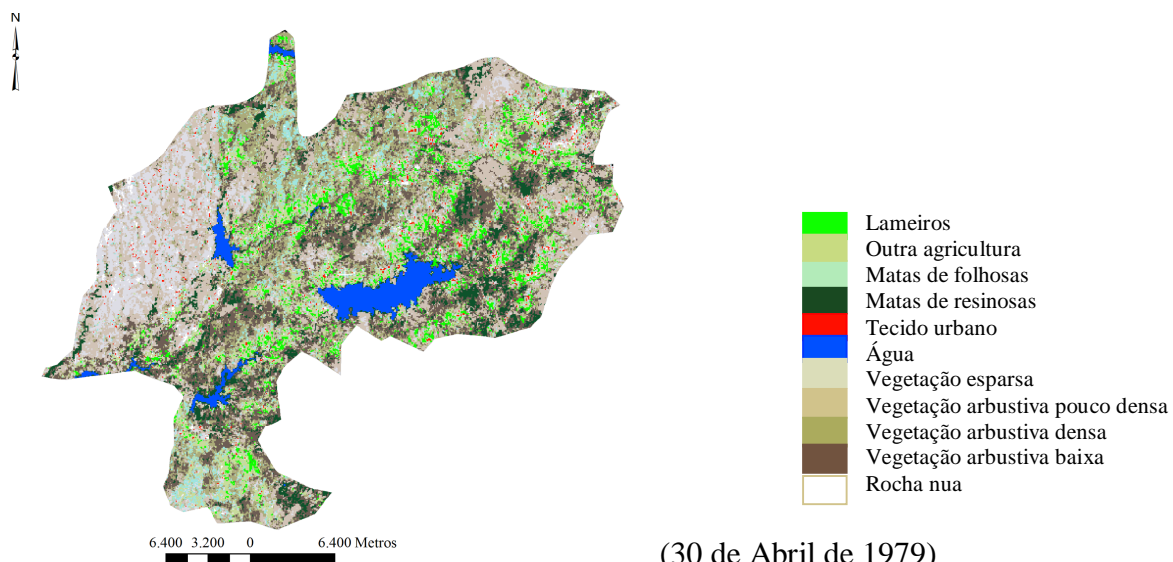 N
Lameiros
Outra agricultura
Matas de folhosas
Matas de resinosas
Tecido urbano
Água
Vegetação esparsa
Vegetação arbustiva pouco densa
Vegetação arbustiva densa
Vegetação arbustiva baixa
Rocha nua
6.400 3.200 0 6.400 Metros
(30 de Abril de 1979)